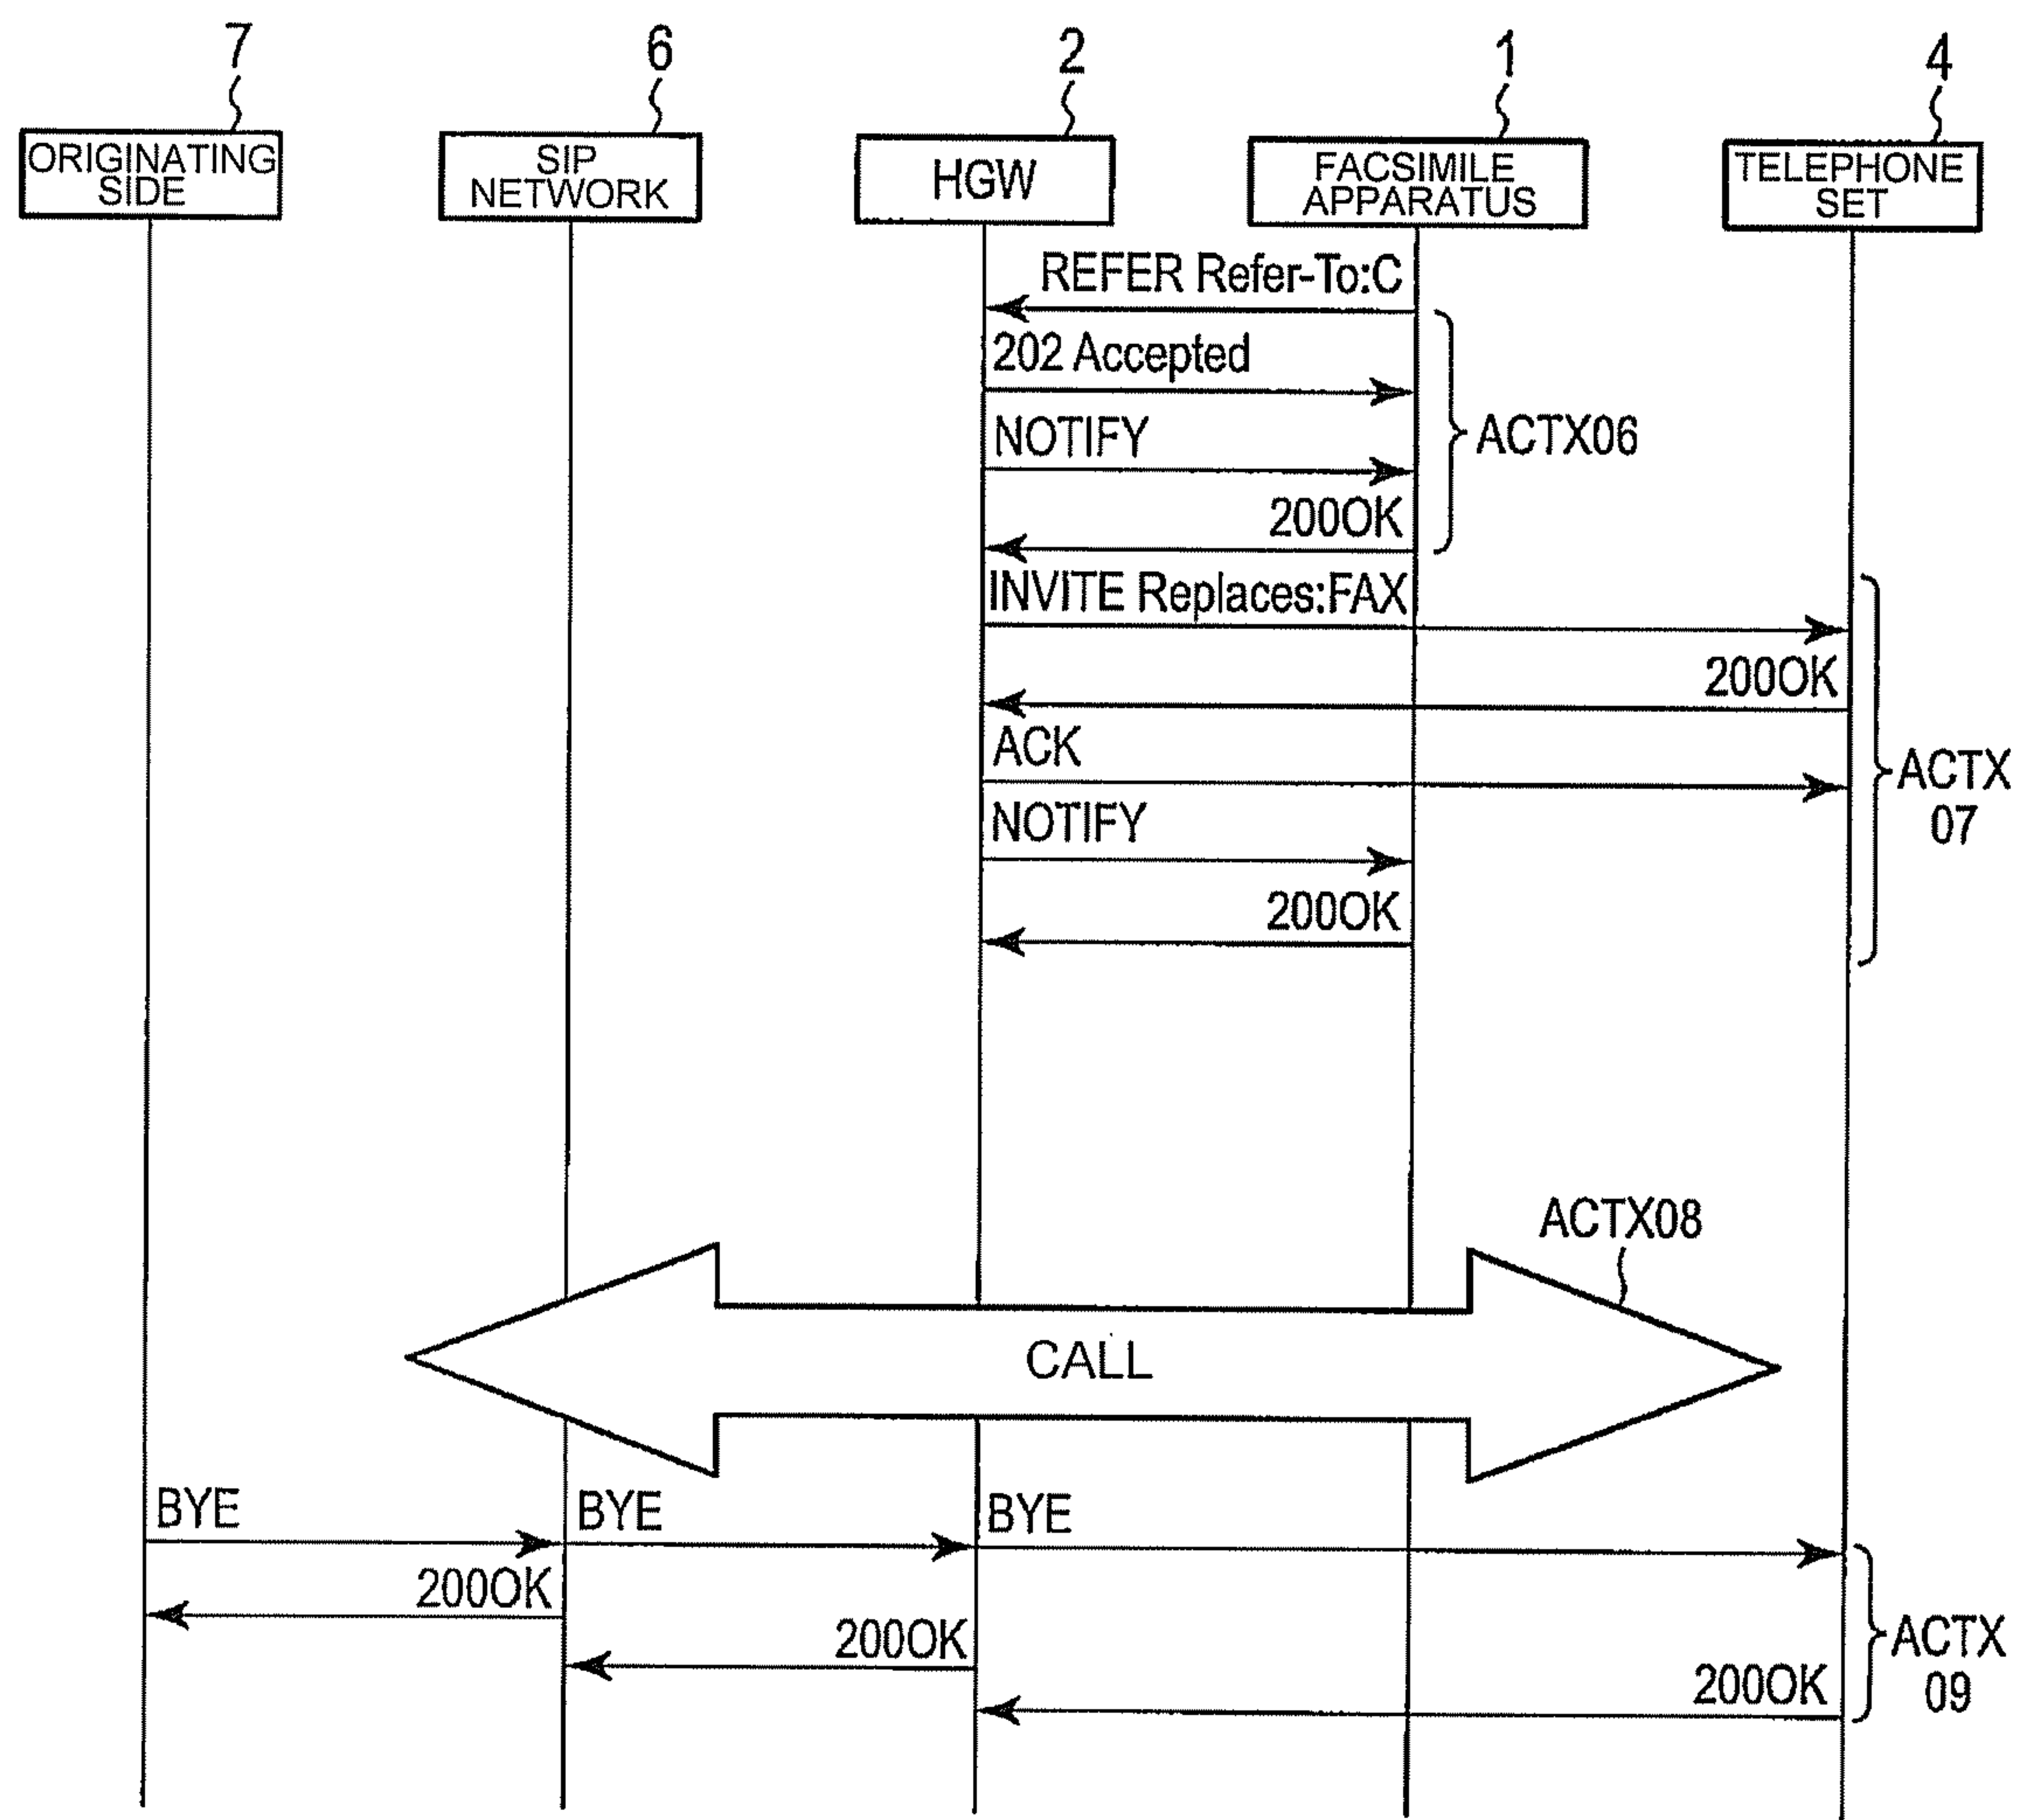 7
6
2
1
4
ORIGINATING
SIDE
SIP
NETWORK
HGW
FACSIMILE
APPARATUS
TELEPHONE
SET
REFER Refer-To:C
202 Accepted
NOTIFY
ACTX06
200OK
INVITE Replaces:FAX
200OK
ACK
ACTX
07
NOTIFY
200OK
ACTX08
CALL
BYE
BYE
BYE
200OK
200OK
ACTX
09
200OK